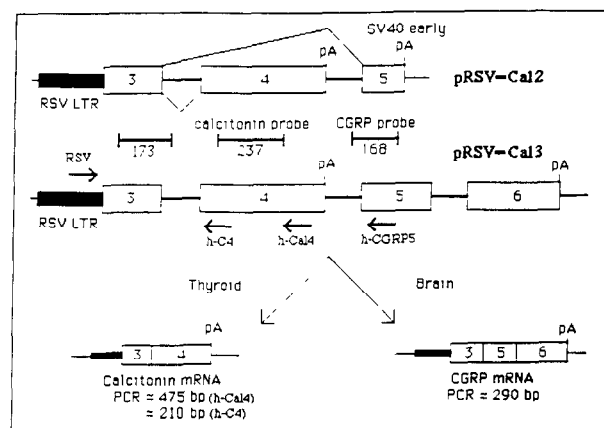 SV40 early
pA pA
3 4 5 pRSV-Cal2
RSV LTR
calcitonin probe CGRP probe
173 237 168
RSV pA pRSV-Cal3 pA
3 4 5 6
RSV LTR
h-C4 h-Cal4 h-CGRP5
Thyroid Brain
pA pA
3 4 3 5 6
Calcitonin mRNA CGRP mRNA
PCR = 475 bp (h-Cal4) PCR = 290 bp
= 210 bp (h-C4)